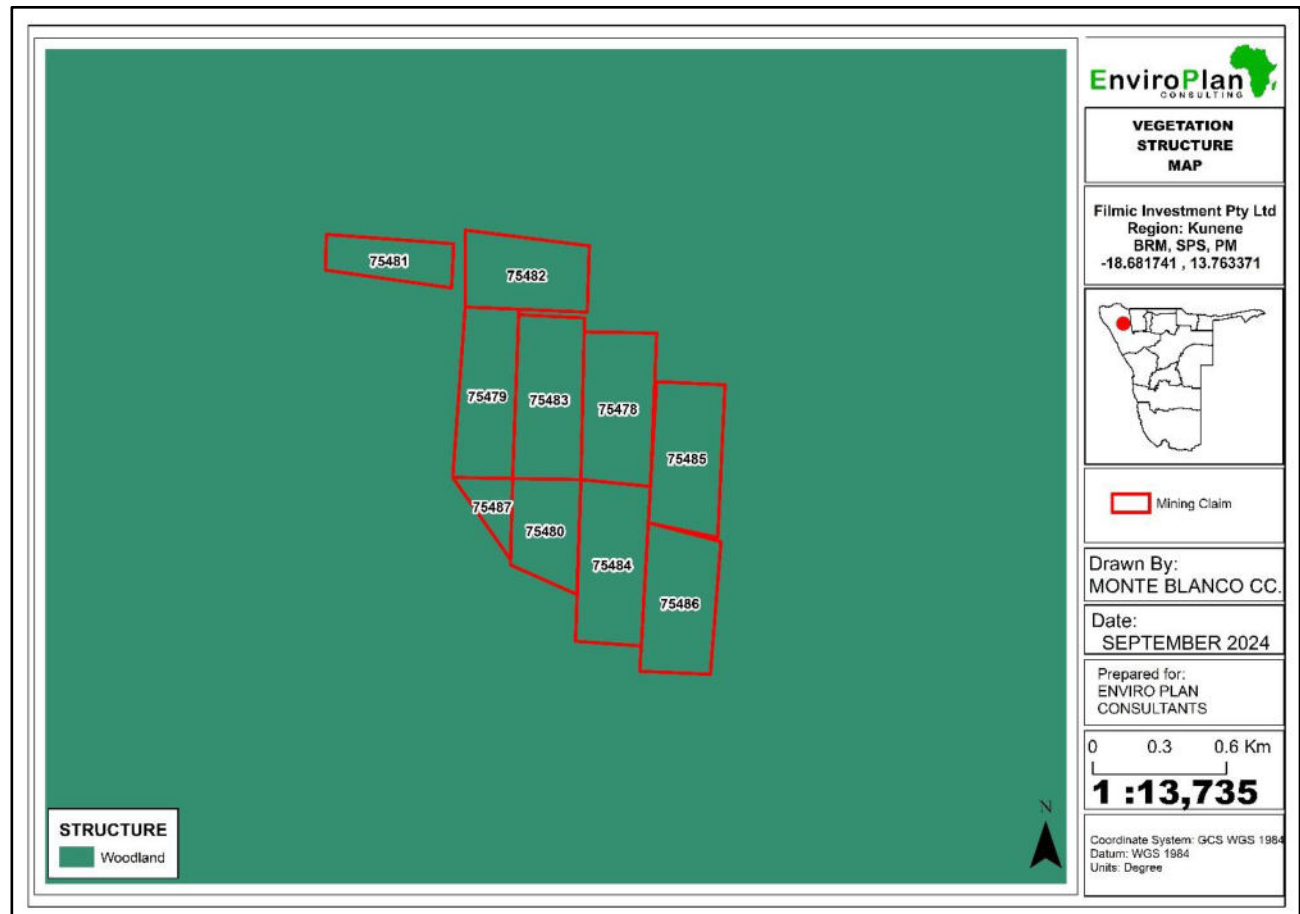 75481
75482
75479
75483
75478
75485
75487
75480
75484
75486
N
STRUCTURE
Woodland
EnviroPlan
CONSULTING
VEGETATION
STRUCTURE
MAP
Filmic Investment Pty Ltd
Region: Kunene
BRM, SPS, PM
-18.681741 , 13.763371
Mining Claim
Drawn By:
MONTE BLANCO CC.
Date:
SEPTEMBER 2024
Prepared for:
ENVIRO PLAN
CONSULTANTS
0 0.3 0.6 Km
1 :13,735
Coordinate System: GCS WGS 1984
Datum: WGS 1984
Units: Degree